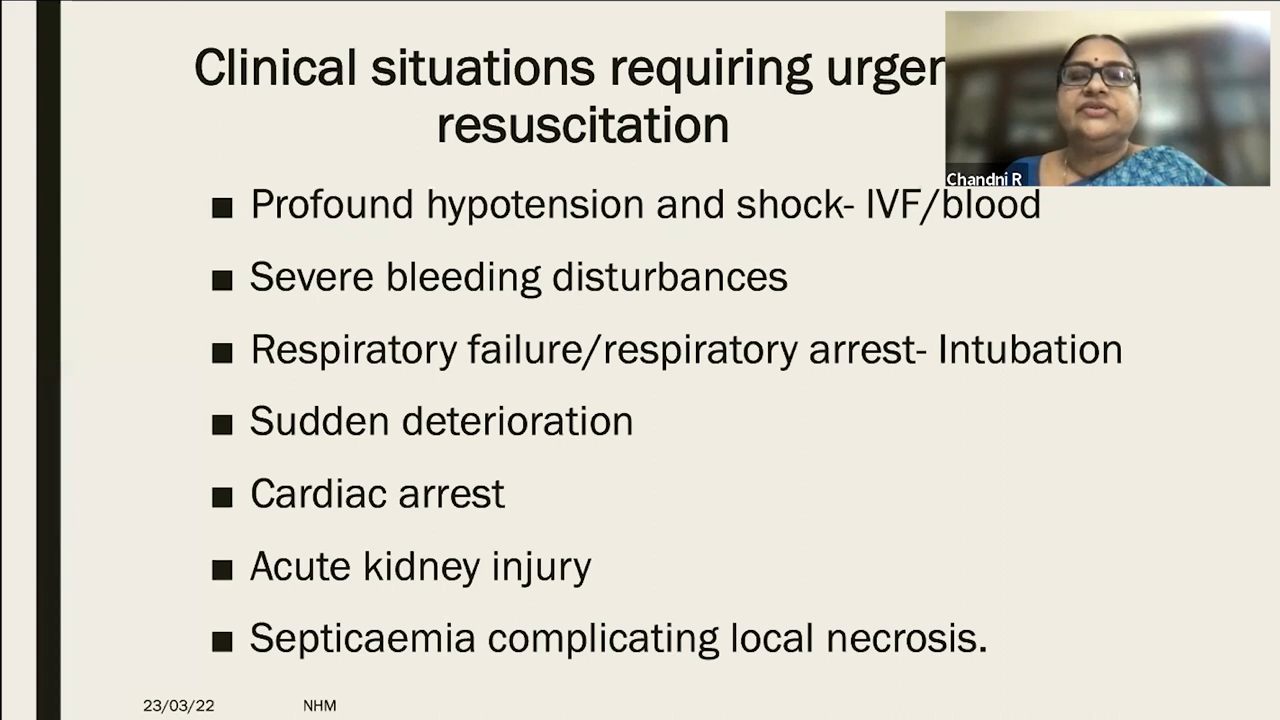 Clinical situations requiring
resuscitation
Chandni R
■ Profound hypotension and shock- IVF/blood
■ Severe bleeding disturbances
■ Respiratory failure/respiratory arrest- Intubation
■ Sudden deterioration
■ Cardiac arrest
■ Acute kidney injury
■ Septicaemia complicating local necrosis.
23/03/22 NHM